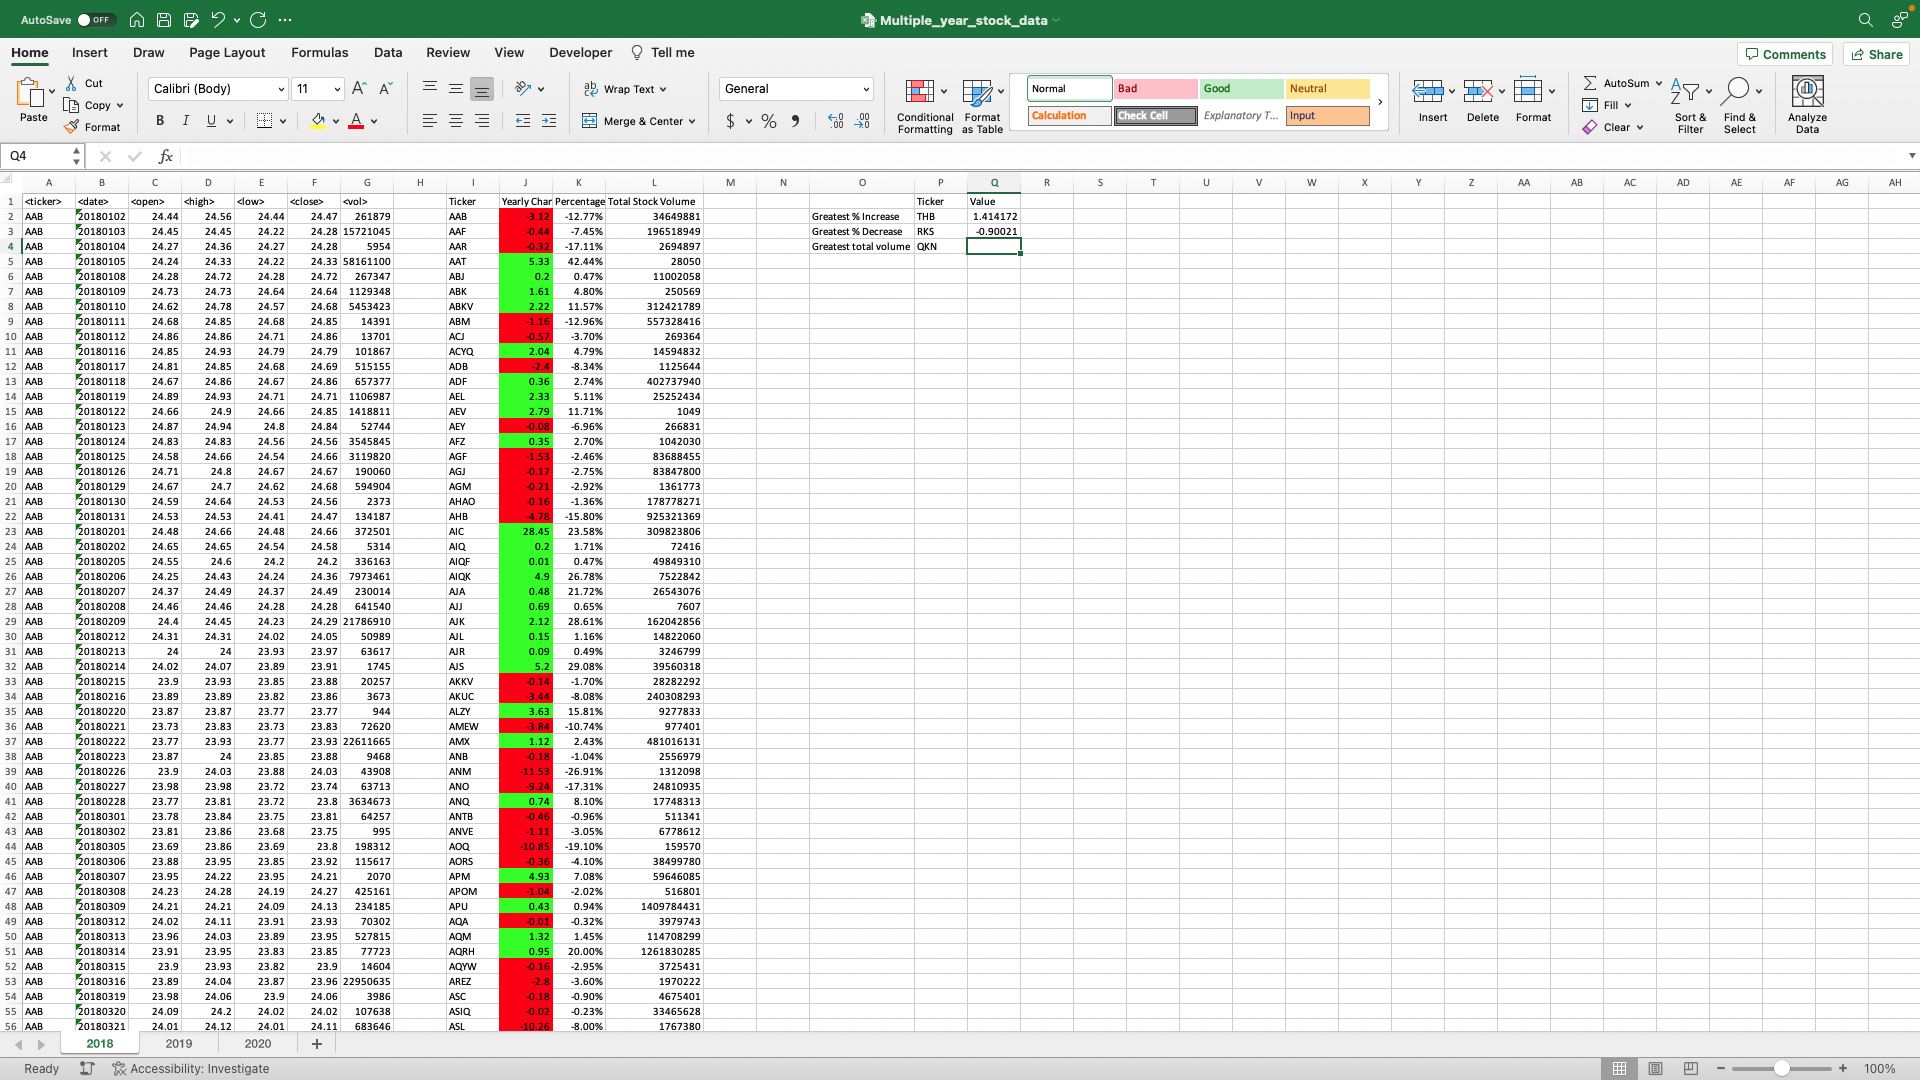 AutoSave OFF Multiple_year_stock_data
Home Insert Draw Page Layout Formulas Data Review View Developer Tell me Comments Share
Paste Cut Copy Format Calibri (Body) 11 B I U A A Wrap Text Merge & Center General $ % Conditional Formatting Format as Table Normal Bad Good Neutral Calculation Check Cell Explanatory T... Input Insert Delete Format AutoSum Fill Clear Sort & Filter Find & Select Analyze Data
Q4 fx
A B C D E F G H I J K L M N O P Q R S T U V W X Y Z AA AB AC AD AE AF AG AH
1 <ticker> <date> <open> <high> <low> <close> <vol> Ticker Yearly Char Percentage Total Stock Volume Ticker Value
2 AAB 20180102 24.44 24.56 24.44 24.47 261879 AAB -3.12 -12.77% 34649881 Greatest % Increase THB 1.414172
3 AAB 20180103 24.45 24.45 24.22 24.28 15721045 AAF -0.44 -7.45% 196518949 Greatest % Decrease RKS -0.90021
4 AAB 20180104 24.27 24.36 24.27 24.28 5954 AAR -0.32 -17.11% 2694897 Greatest total volume QKN
5 AAB 20180105 24.24 24.33 24.22 24.33 58161100 AAT 5.33 42.44% 28050
6 AAB 20180108 24.28 24.72 24.28 24.72 267347 ABJ 0.2 0.47% 11002058
7 AAB 20180109 24.73 24.73 24.64 24.64 1129348 ABK 1.61 4.80% 250569
8 AAB 20180110 24.62 24.78 24.57 24.68 5453423 ABKV 2.22 11.57% 312421789
9 AAB 20180111 24.68 24.85 24.68 24.85 14391 ABM -1.16 -12.96% 557328416
10 AAB 20180112 24.86 24.86 24.71 24.86 13701 ACJ -0.57 -3.70% 269364
11 AAB 20180116 24.85 24.93 24.79 24.79 101867 ACYQ 2.04 4.79% 14594832
12 AAB 20180117 24.81 24.85 24.68 24.69 515155 ADB -2.4 -8.34% 1125644
13 AAB 20180118 24.67 24.86 24.67 24.86 657377 ADF 0.36 2.74% 402737940
14 AAB 20180119 24.89 24.93 24.71 24.71 1106987 AEL 2.33 5.11% 25252434
15 AAB 20180122 24.66 24.9 24.66 24.85 1418811 AEV 2.79 11.71% 1049
16 AAB 20180123 24.87 24.94 24.8 24.84 52744 AEY -0.08 -6.96% 266831
17 AAB 20180124 24.83 24.83 24.56 24.56 3545845 AFZ 0.35 2.70% 1042030
18 AAB 20180125 24.58 24.66 24.54 24.66 3119820 AGF -1.53 -2.46% 83688455
19 AAB 20180126 24.71 24.8 24.67 24.67 190060 AGJ -0.17 -2.75% 83847800
20 AAB 20180129 24.67 24.7 24.62 24.68 594904 AGM -0.21 -2.92% 1361773
21 AAB 20180130 24.59 24.64 24.53 24.56 2373 AHAO -0.16 -1.36% 178778271
22 AAB 20180131 24.53 24.53 24.41 24.47 134187 AHB -4.78 -15.80% 925321369
23 AAB 20180201 24.48 24.66 24.48 24.66 372501 AIC 28.45 23.58% 309823806
24 AAB 20180202 24.65 24.65 24.54 24.58 5314 AIQ 0.2 1.71% 72416
25 AAB 20180205 24.55 24.6 24.2 24.2 336163 AIQF 0.01 0.47% 49849310
26 AAB 20180206 24.25 24.43 24.24 24.36 7973461 AIQK 4.9 26.78% 7522842
27 AAB 20180207 24.37 24.49 24.37 24.49 230014 AJA 0.48 21.72% 26543076
28 AAB 20180208 24.46 24.46 24.28 24.28 641540 AJJ 0.69 0.65% 7607
29 AAB 20180209 24.4 24.45 24.23 24.29 21786910 AJK 2.12 28.61% 162042856
30 AAB 20180212 24.31 24.31 24.02 24.05 50989 AJL 0.15 1.16% 14822060
31 AAB 20180213 24 24 23.93 23.97 63617 AJR 0.09 0.49% 3246799
32 AAB 20180214 24.02 24.07 23.89 23.91 1745 AJS 5.2 29.08% 39560318
33 AAB 20180215 23.9 23.93 23.85 23.88 20257 AKKV -0.14 -1.70% 28282292
34 AAB 20180216 23.89 23.89 23.82 23.86 3673 AKUC -3.44 -8.08% 240308293
35 AAB 20180220 23.87 23.87 23.77 23.77 944 ALZY 3.63 15.81% 9277833
36 AAB 20180221 23.73 23.83 23.73 23.83 72620 AMEW -3.84 -10.74% 977401
37 AAB 20180222 23.77 23.93 23.77 23.93 22611665 AMX 1.12 2.43% 481016131
38 AAB 20180223 23.87 24 23.85 23.88 9468 ANB -0.18 -1.04% 2556979
39 AAB 20180226 23.9 24.03 23.88 24.03 43908 ANM -11.53 -26.91% 1312098
40 AAB 20180227 23.98 23.98 23.72 23.74 63713 ANO -9.24 -17.31% 24810935
41 AAB 20180228 23.77 23.81 23.72 23.8 3634673 ANQ 0.74 8.10% 17748313
42 AAB 20180301 23.78 23.84 23.75 23.81 64257 ANTB -0.46 -0.96% 511341
43 AAB 20180302 23.81 23.86 23.68 23.75 995 ANVE -1.11 -3.05% 6778612
44 AAB 20180305 23.69 23.86 23.69 23.8 198312 AOQ -10.85 -19.10% 159570
45 AAB 20180306 23.88 23.95 23.85 23.92 115617 AORS -0.36 -4.10% 38499780
46 AAB 20180307 23.95 24.22 23.95 24.21 2070 APM 4.93 7.08% 59646085
47 AAB 20180308 24.23 24.28 24.19 24.27 425161 APOM -1.04 -2.02% 516801
48 AAB 20180309 24.21 24.21 24.09 24.13 234185 APU 0.43 0.94% 1409784431
49 AAB 20180312 24.02 24.11 23.91 23.93 70302 AQA -0.01 -0.32% 3979743
50 AAB 20180313 23.96 24.03 23.89 23.95 527815 AQM 1.32 1.45% 114708299
51 AAB 20180314 23.91 23.95 23.83 23.85 77723 AQRH 0.95 20.00% 1261830285
52 AAB 20180315 23.9 23.93 23.82 23.9 14604 AQYW -0.16 -2.95% 3725431
53 AAB 20180316 23.89 24.04 23.87 23.96 22950635 AREZ -2.8 -3.60% 1970222
54 AAB 20180319 23.98 24.06 23.9 24.06 3986 ASC -0.18 -0.90% 4675401
55 AAB 20180320 24.09 24.2 24.02 24.02 107638 ASIQ -0.02 -0.23% 33465628
56 AAB 20180321 24.01 24.12 24.01 24.11 683646 ASL -10.26 -8.00% 1767380
2018 2019 2020 +
Ready Accessibility: Investigate 100%